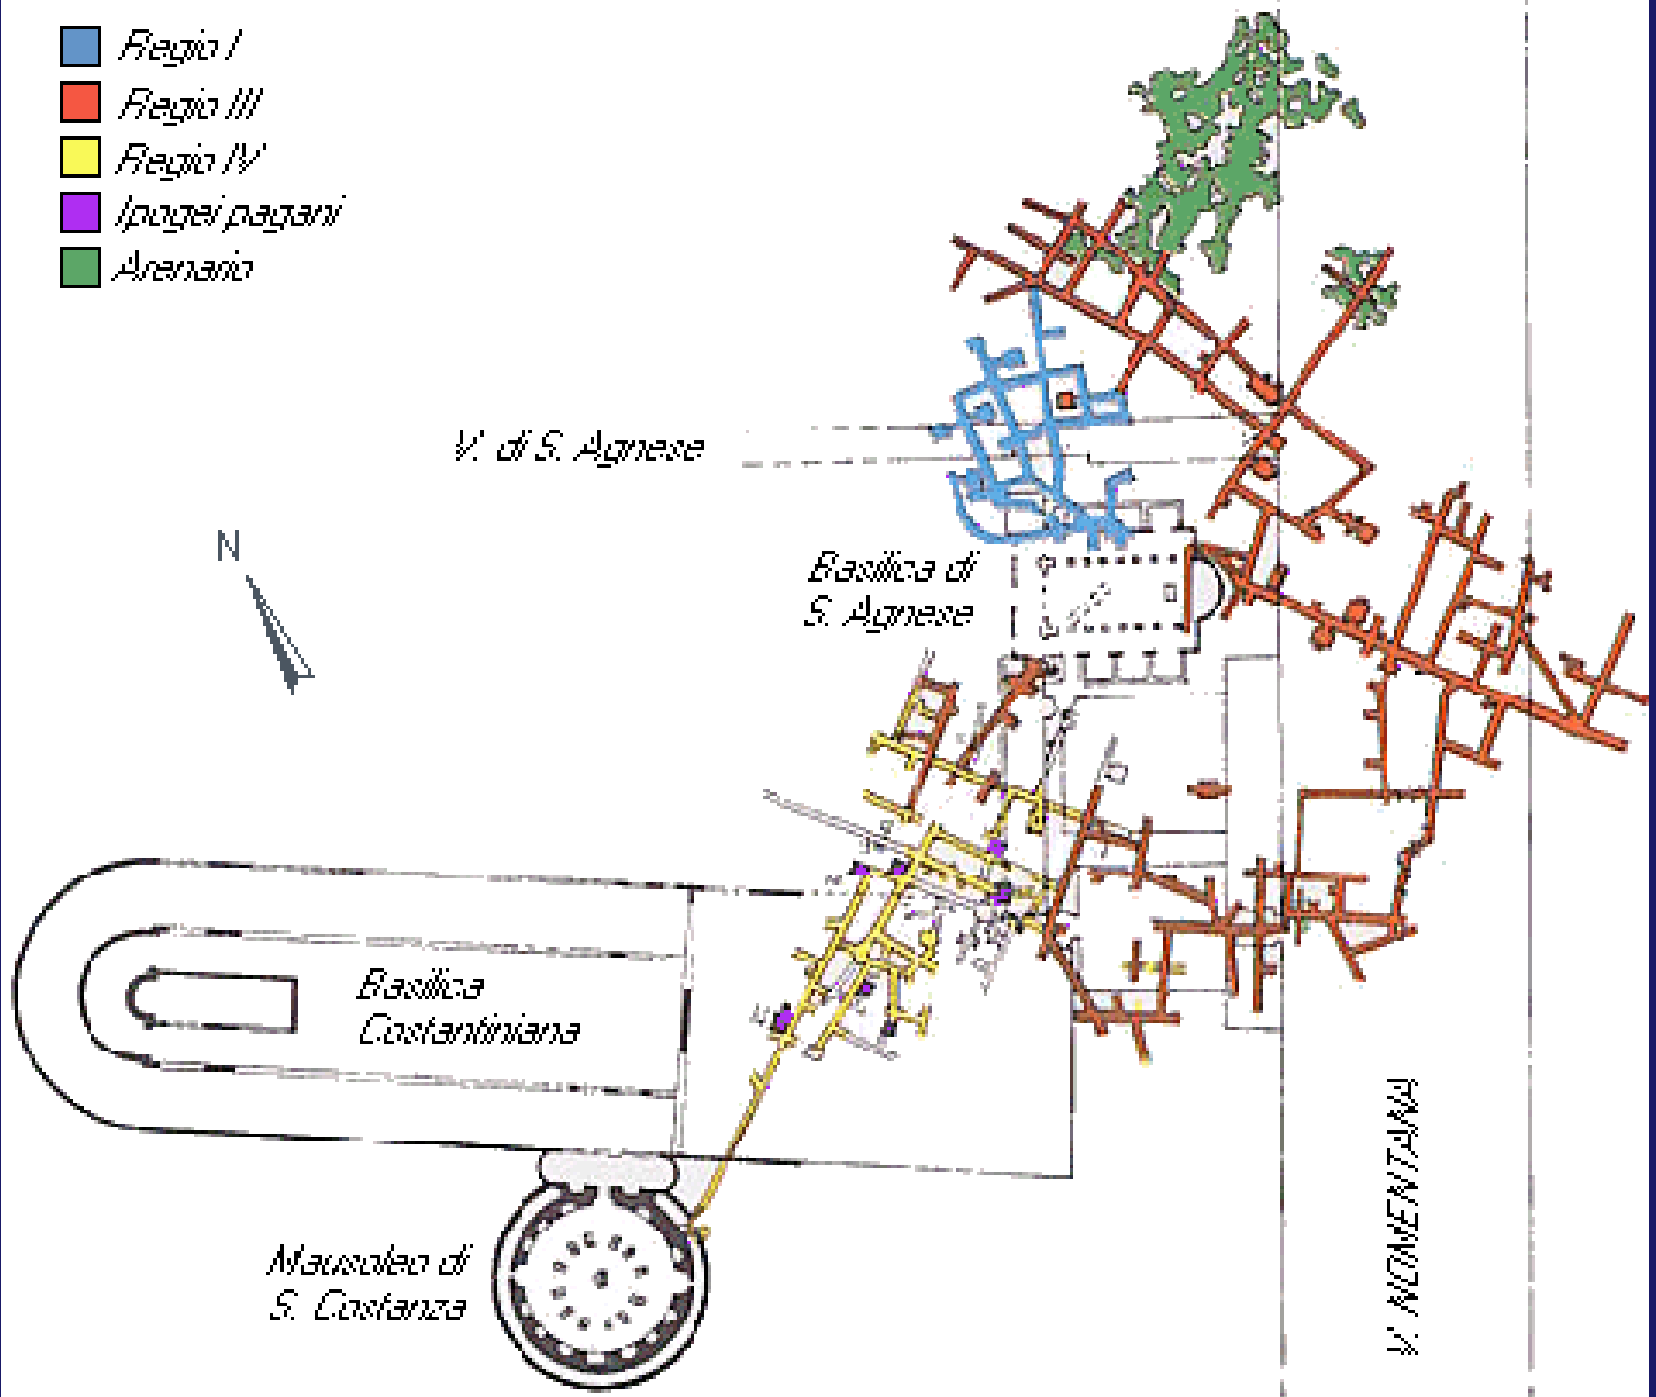 Regio I
Regio III
Regio IV
Ipogei pagani
Arenario
V. di S. Agnese
N
Basilica di
S. Agnese
Basilica
Costantiniana
Mausoleo di
S. Costanza
V. NOMENTANA